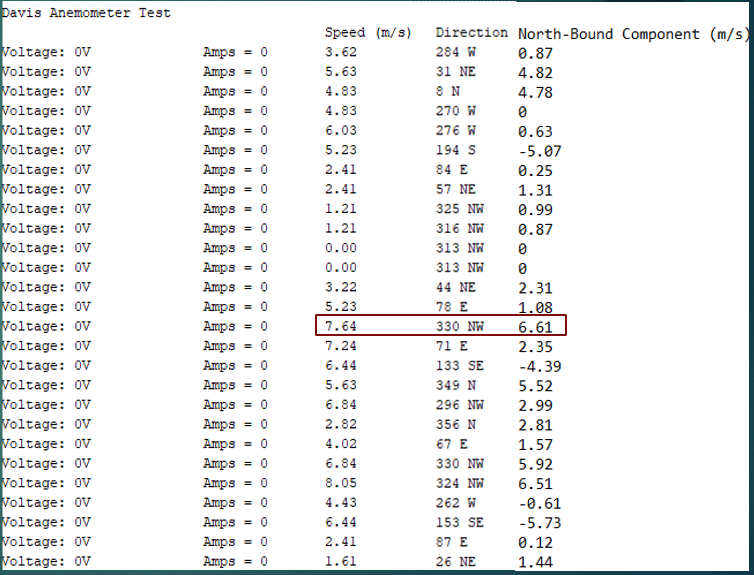 Davis Anemometer Test
Speed (m/s) Direction North-Bound Component (m/s)
Voltage: 0V Amps = 0 3.62 284 W 0.87
Voltage: 0V Amps = 0 5.63 31 NE 4.82
Voltage: 0V Amps = 0 4.83 8 N 4.78
Voltage: 0V Amps = 0 4.83 270 W 0
Voltage: 0V Amps = 0 6.03 276 W 0.63
Voltage: 0V Amps = 0 5.23 194 S -5.07
Voltage: 0V Amps = 0 2.41 84 E 0.25
Voltage: 0V Amps = 0 2.41 57 NE 1.31
Voltage: 0V Amps = 0 1.21 325 NW 0.99
Voltage: 0V Amps = 0 1.21 316 NW 0.87
Voltage: 0V Amps = 0 0.00 313 NW 0
Voltage: 0V Amps = 0 0.00 313 NW 0
Voltage: 0V Amps = 0 3.22 44 NE 2.31
Voltage: 0V Amps = 0 5.23 78 E 1.08
Voltage: 0V Amps = 0 7.64 330 NW 6.61
Voltage: 0V Amps = 0 7.24 71 E 2.35
Voltage: 0V Amps = 0 6.44 133 SE -4.39
Voltage: 0V Amps = 0 5.63 349 N 5.52
Voltage: 0V Amps = 0 6.84 296 NW 2.99
Voltage: 0V Amps = 0 2.82 356 N 2.81
Voltage: 0V Amps = 0 4.02 67 E 1.57
Voltage: 0V Amps = 0 6.84 330 NW 5.92
Voltage: 0V Amps = 0 8.05 324 NW 6.51
Voltage: 0V Amps = 0 4.43 262 W -0.61
Voltage: 0V Amps = 0 6.44 153 SE -5.73
Voltage: 0V Amps = 0 2.41 87 E 0.12
Voltage: 0V Amps = 0 1.61 26 NE 1.44